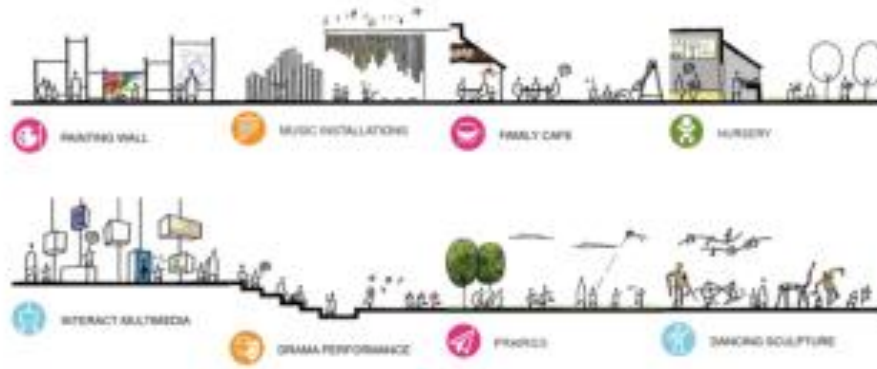 PAINTING WALL
MUSIC INSTALLATIONS
FAMILY CAFE
NURSERY
INTERACT MULTIMEDIA
DRAMA PERFORMANCE
DANCING SCULPTURE